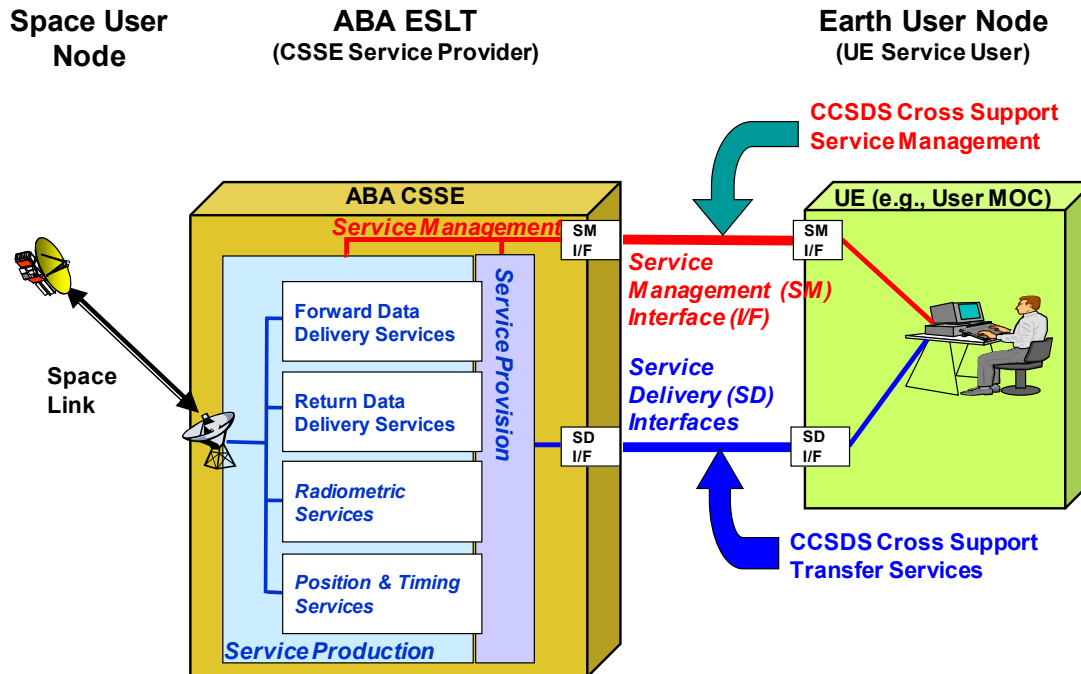 Space User
Node
ABA ESLT
(CSSE Service Provider)
Earth User Node
(UE Service User)
CCSDS Cross Support
Service Management
ABA CSSE
UE (e.g., User MOC)
Service Management
SM
I/F
SM
I/F
Service
Management (SM)
Interface (I/F)
Service Provision
Forward Data
Delivery Services
Space
Link
Return Data
Delivery Services
Service
Delivery (SD)
Interfaces
SD
I/F
SD
I/F
Radiometric
Services
CCSDS Cross Support
Transfer Services
Position & Timing
Services
Service Production